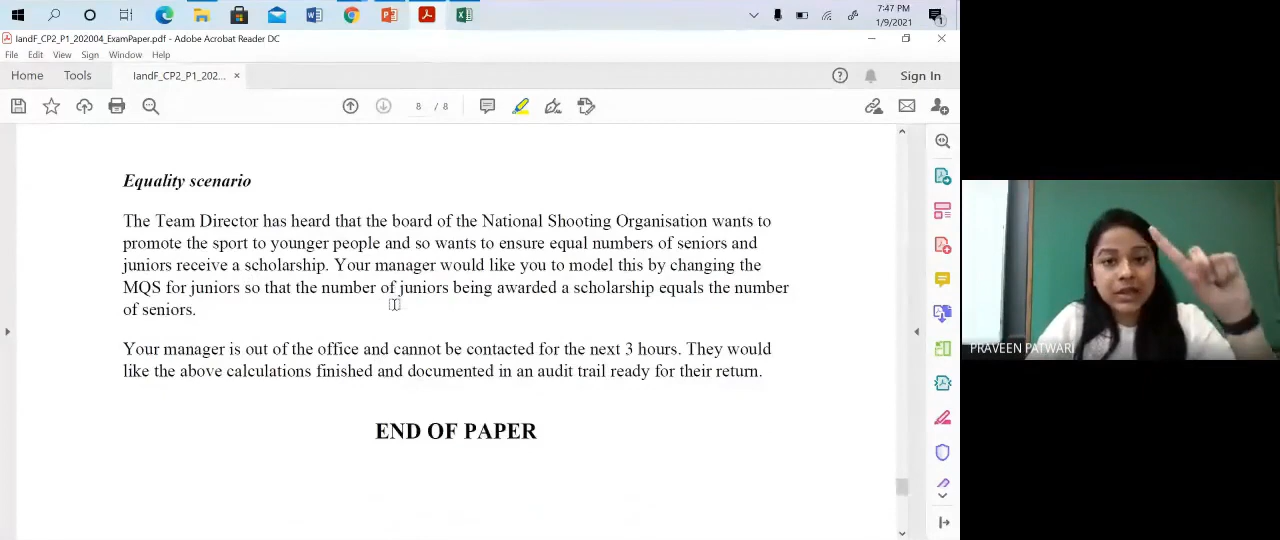 7:47 PM
1/9/2021
IandF_CP2_P1_202004_ExamPaper.pdf - Adobe Acrobat Reader DC
File Edit View Sign Window Help
Home Tools IandF_CP2_P1_202... × Sign In
8 / 8
Equality scenario
The Team Director has heard that the board of the National Shooting Organisation wants to
promote the sport to younger people and so wants to ensure equal numbers of seniors and
juniors receive a scholarship. Your manager would like you to model this by changing the
MQS for juniors so that the number of juniors being awarded a scholarship equals the number
of seniors.
Your manager is out of the office and cannot be contacted for the next 3 hours. They would
like the above calculations finished and documented in an audit trail ready for their return.
END OF PAPER
PRAVEEN PATWARI